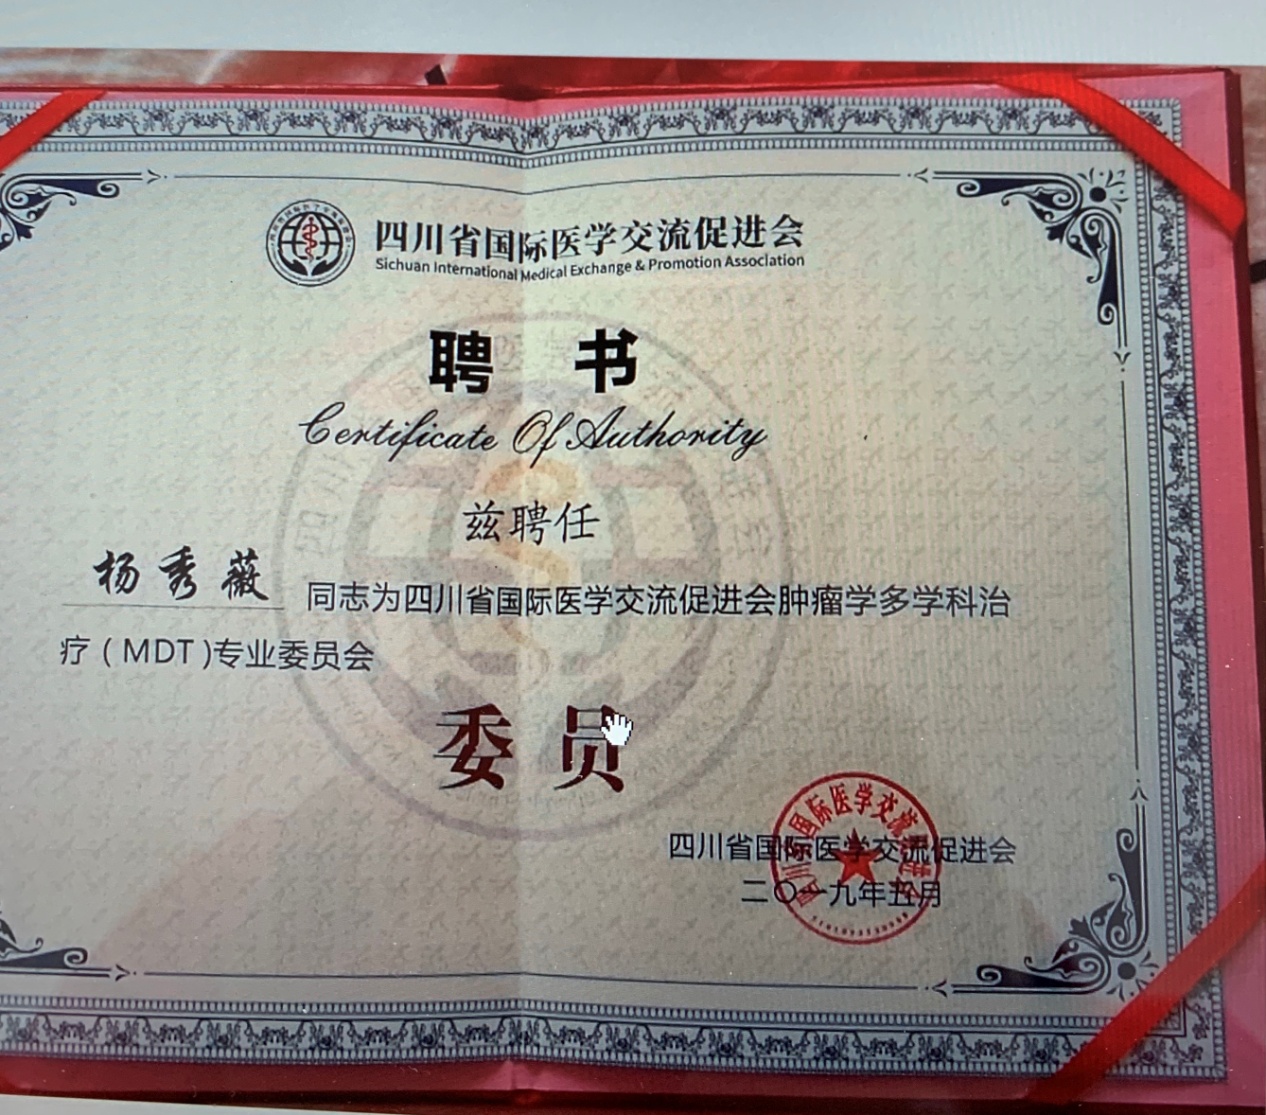 四川省国际医学交流促进会
Sichuan International Medical Exchange & Promotion Association
聘 书
Certificate Of Authority
兹聘任
杨秀薇 同志为四川省国际医学交流促进会肿瘤学多学科治
疗(MDT)专业委员会
委 员
四川省国际医学交流促进会
二〇一九年五月